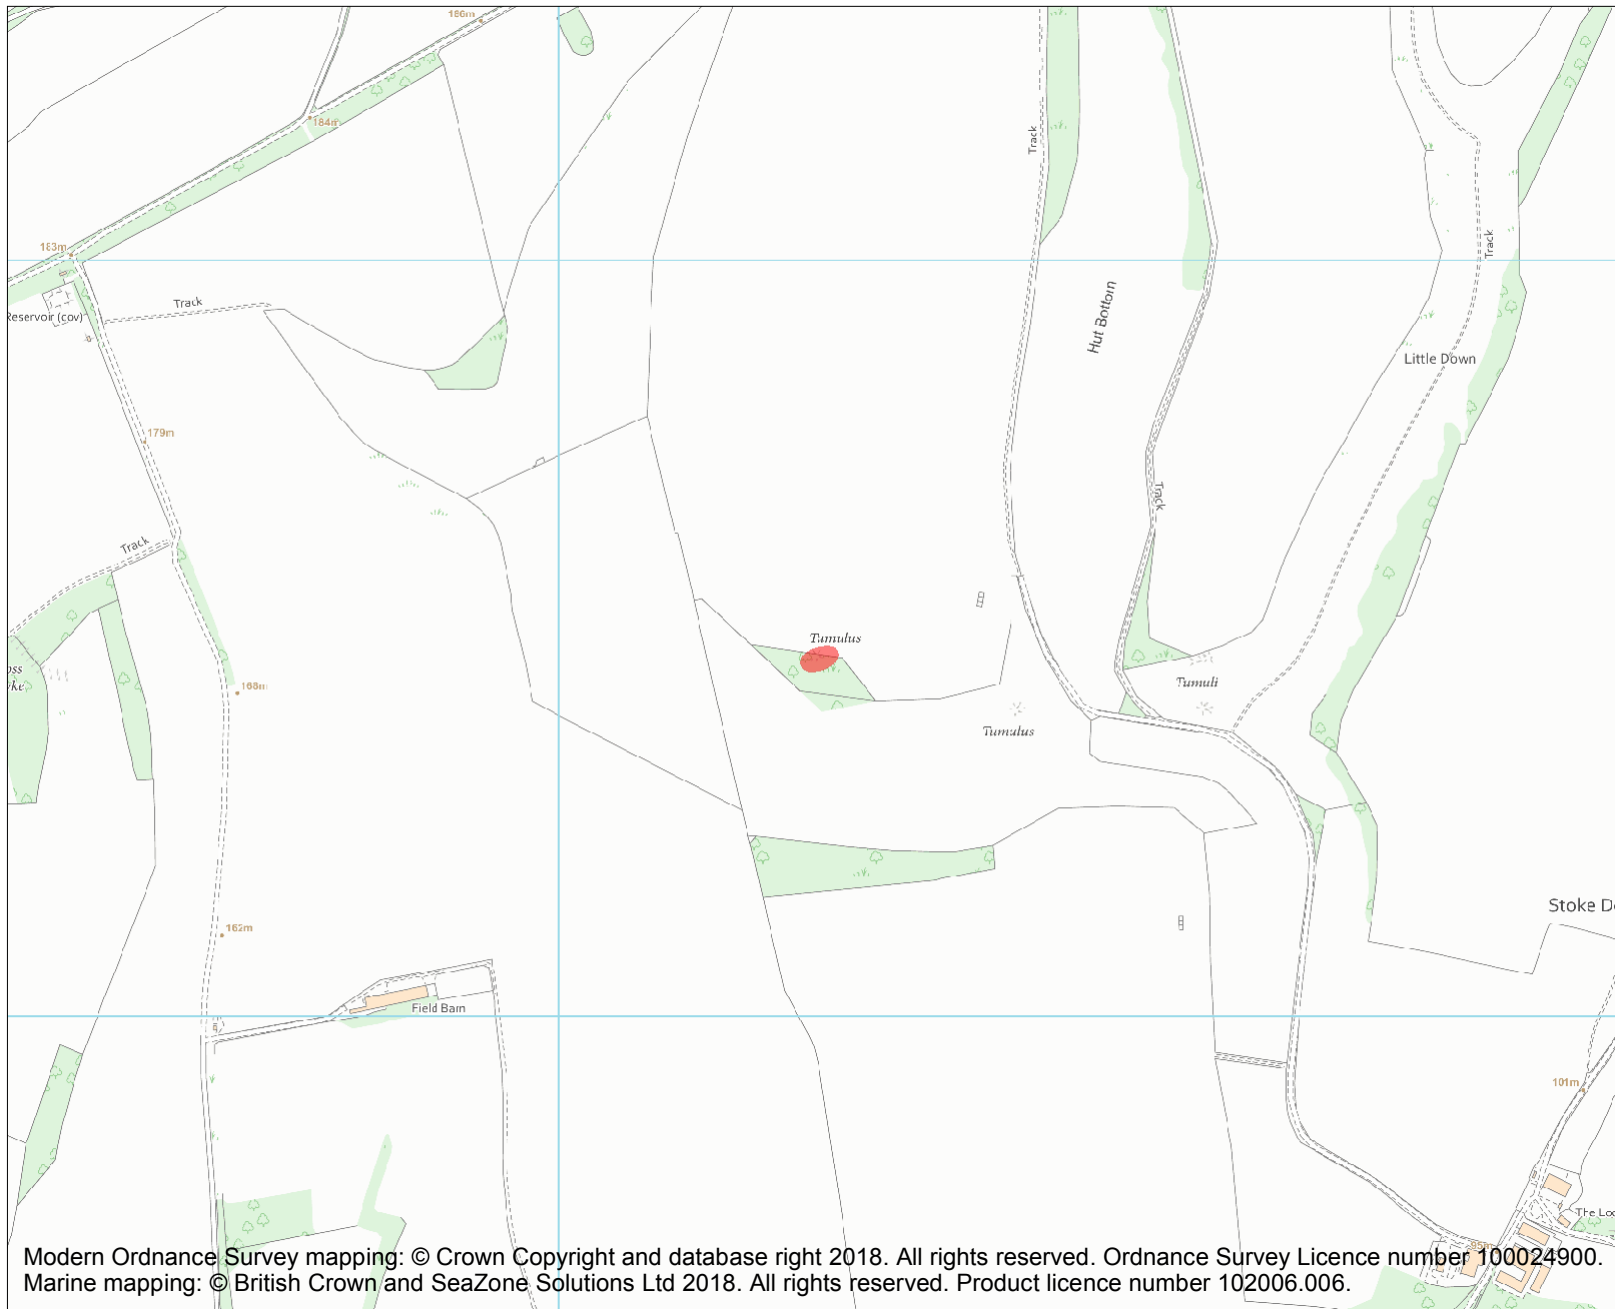 186m
184m
Track
183m
Track
Track
Reservoir (cov)
Hut Bottom
Little Down
179m
Track
Track
Tumulus
168m
Tumuli
Tumulus
162m
Stoke D
Field Barn
101m
The Loo
95m
Modern Ordnance Survey mapping: © Crown Copyright and database right 2018. All rights reserved. Ordnance Survey Licence number 100024900.
Marine mapping: © British Crown and SeaZone Solutions Ltd 2018. All rights reserved. Product licence number 102006.006.